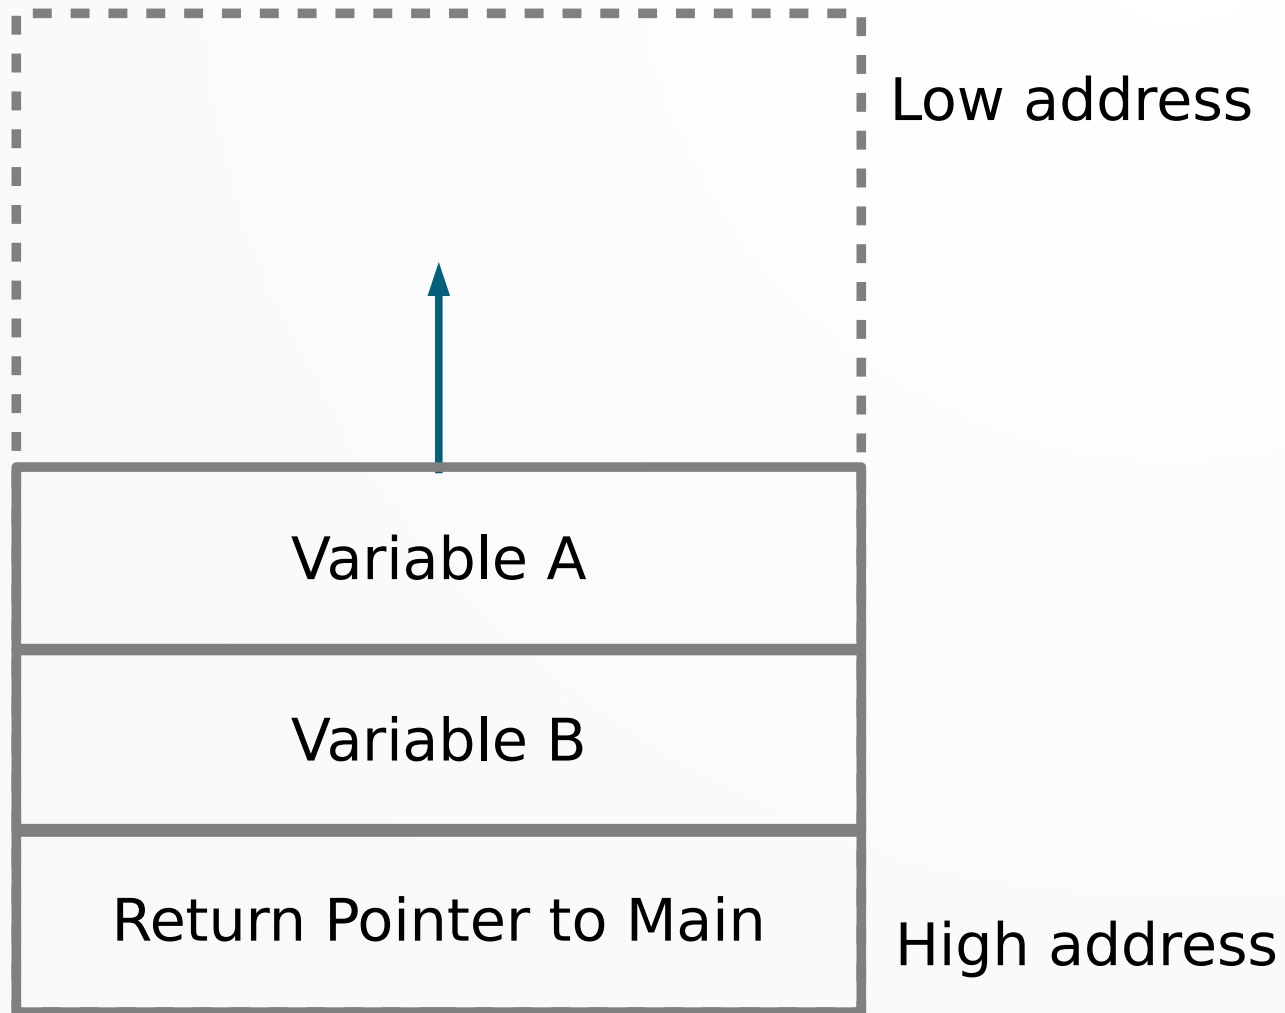 Low address
Variable A
Variable B
Return Pointer to Main
High address